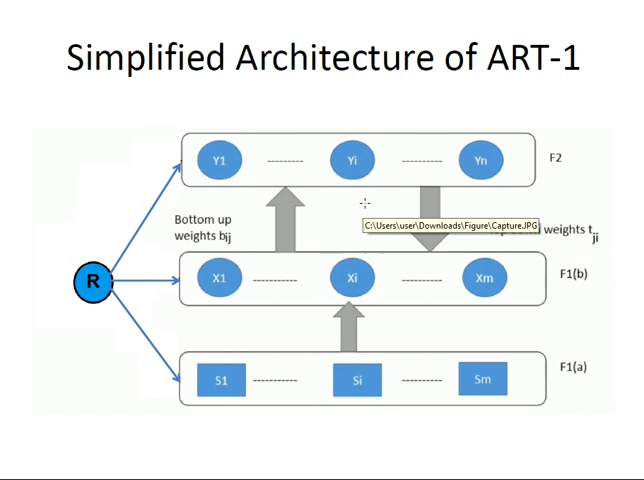 Simplified Architecture of ART-1
Y1 --------- Yi ---------- Yn
F2
Bottom up
weights bij
C:\Users\user\Downloads\Figure\Capture.JPG
weights tji
R
X1 ----------- Xi ---------- Xm
F1(b)
F1(a)
S1 ----------- Si ---------- Sm